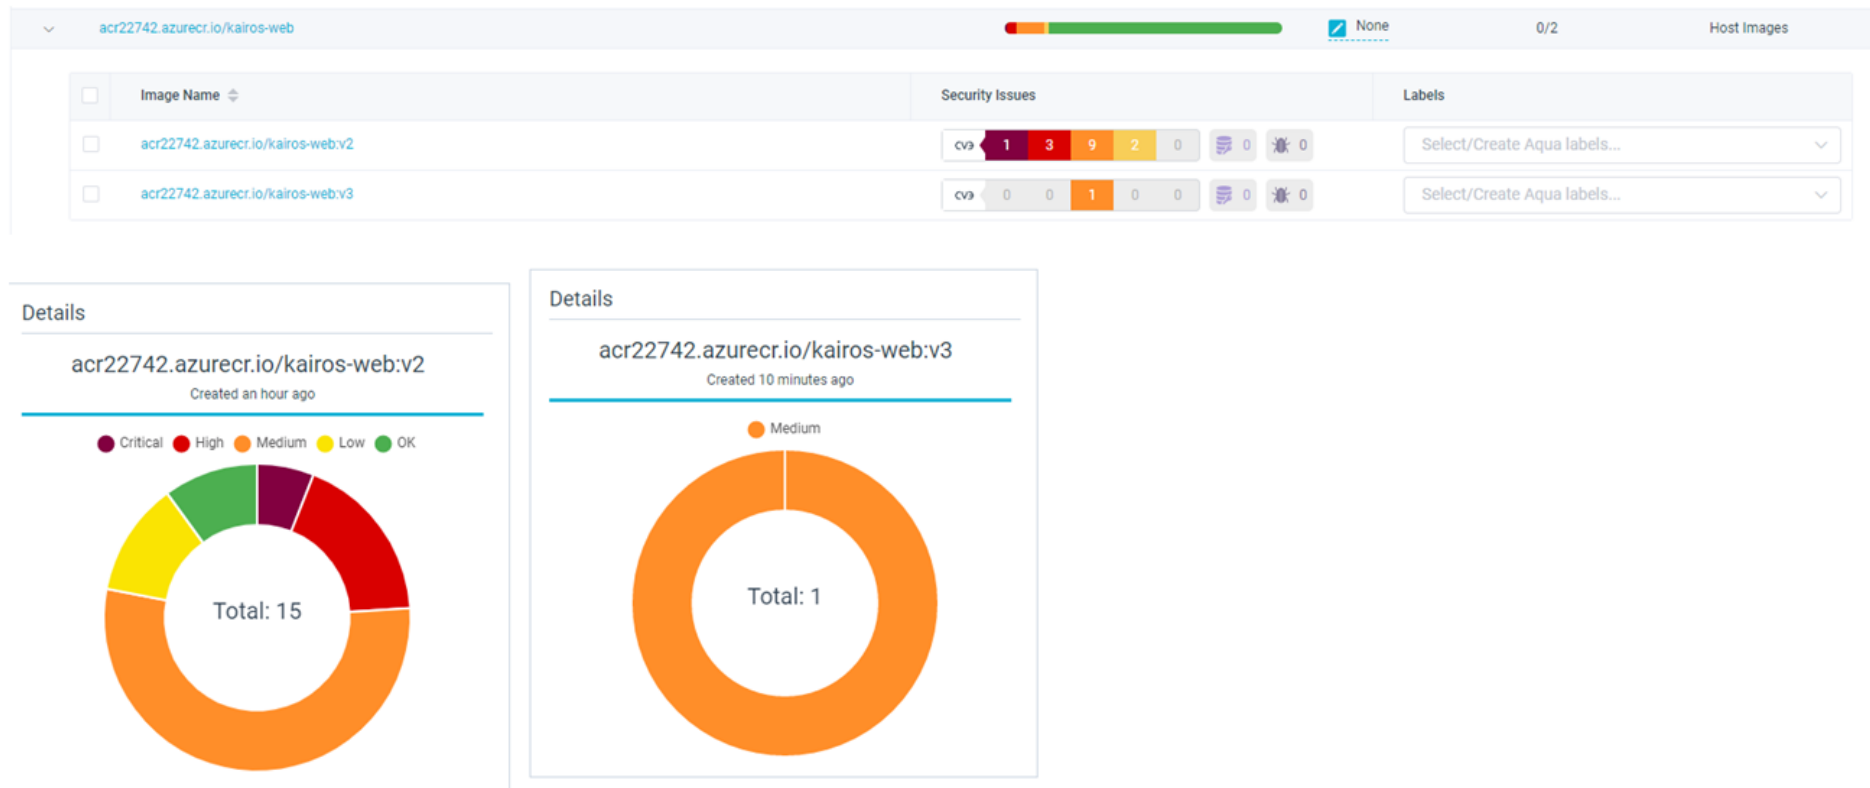 acr22742.azurecr.io/kairos-web None 0/2 Host Images
Image Name Security Issues Labels
acr22742.azurecr.io/kairos-web:v2 CVE 1 3 9 2 0 0 0 Select/Create Aqua labels...
acr22742.azurecr.io/kairos-web:v3 CVE 0 0 1 0 0 0 0 Select/Create Aqua labels...
Details
acr22742.azurecr.io/kairos-web:v2
Created an hour ago
Critical High Medium Low OK
Total: 15
Details
acr22742.azurecr.io/kairos-web:v3
Created 10 minutes ago
Medium
Total: 1